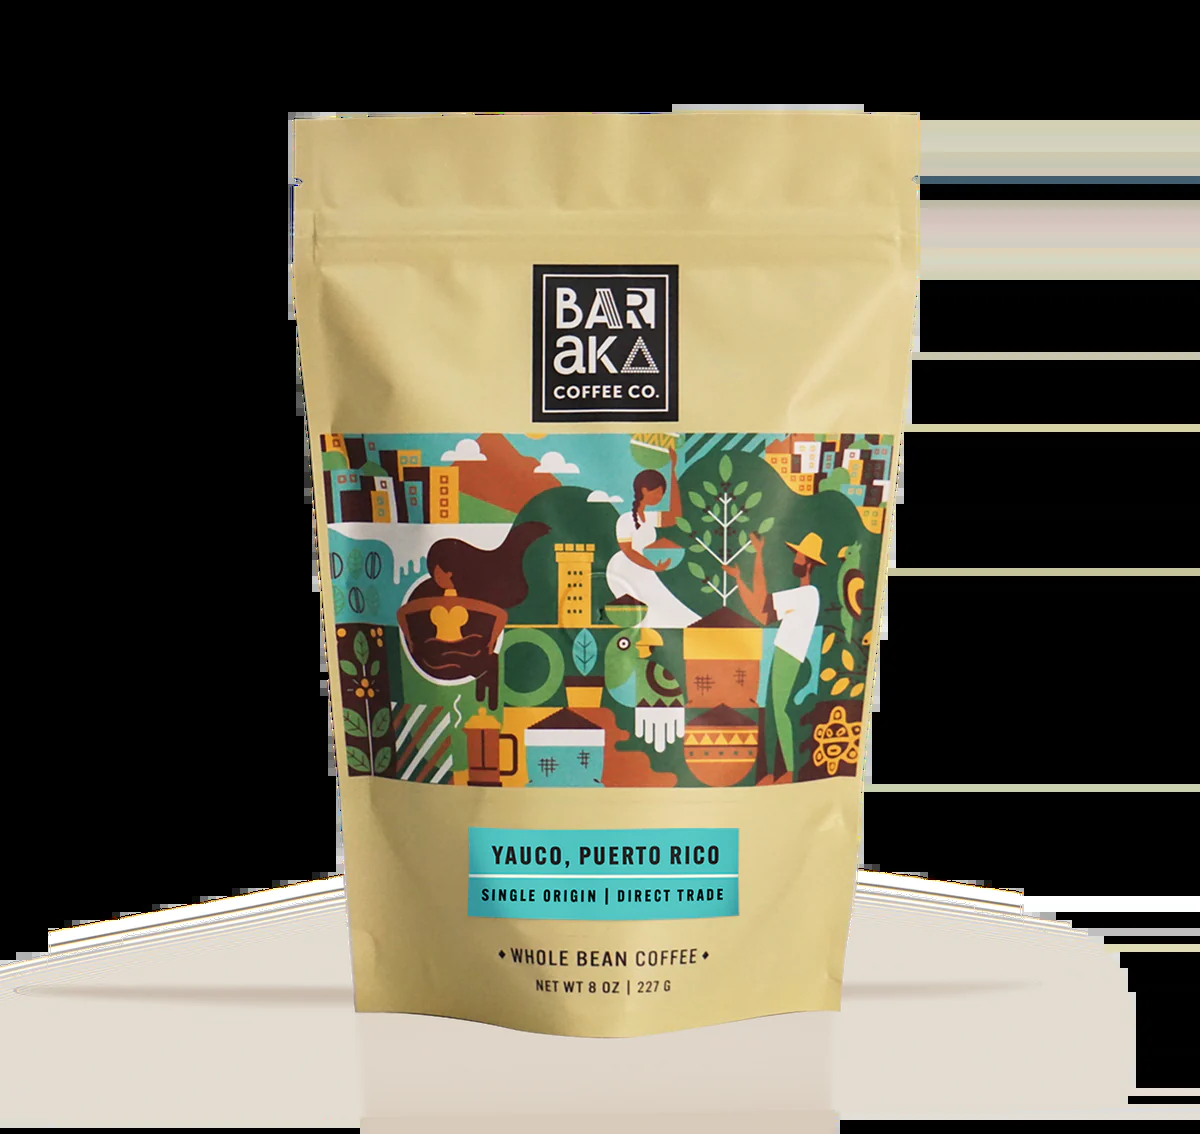 BAR
aKA
COFFEE CO.
YAUCO, PUERTO RICO
SINGLE ORIGIN | DIRECT TRADE
♦ WHOLE BEAN COFFEE ♦
NET WT 8 OZ | 227 G